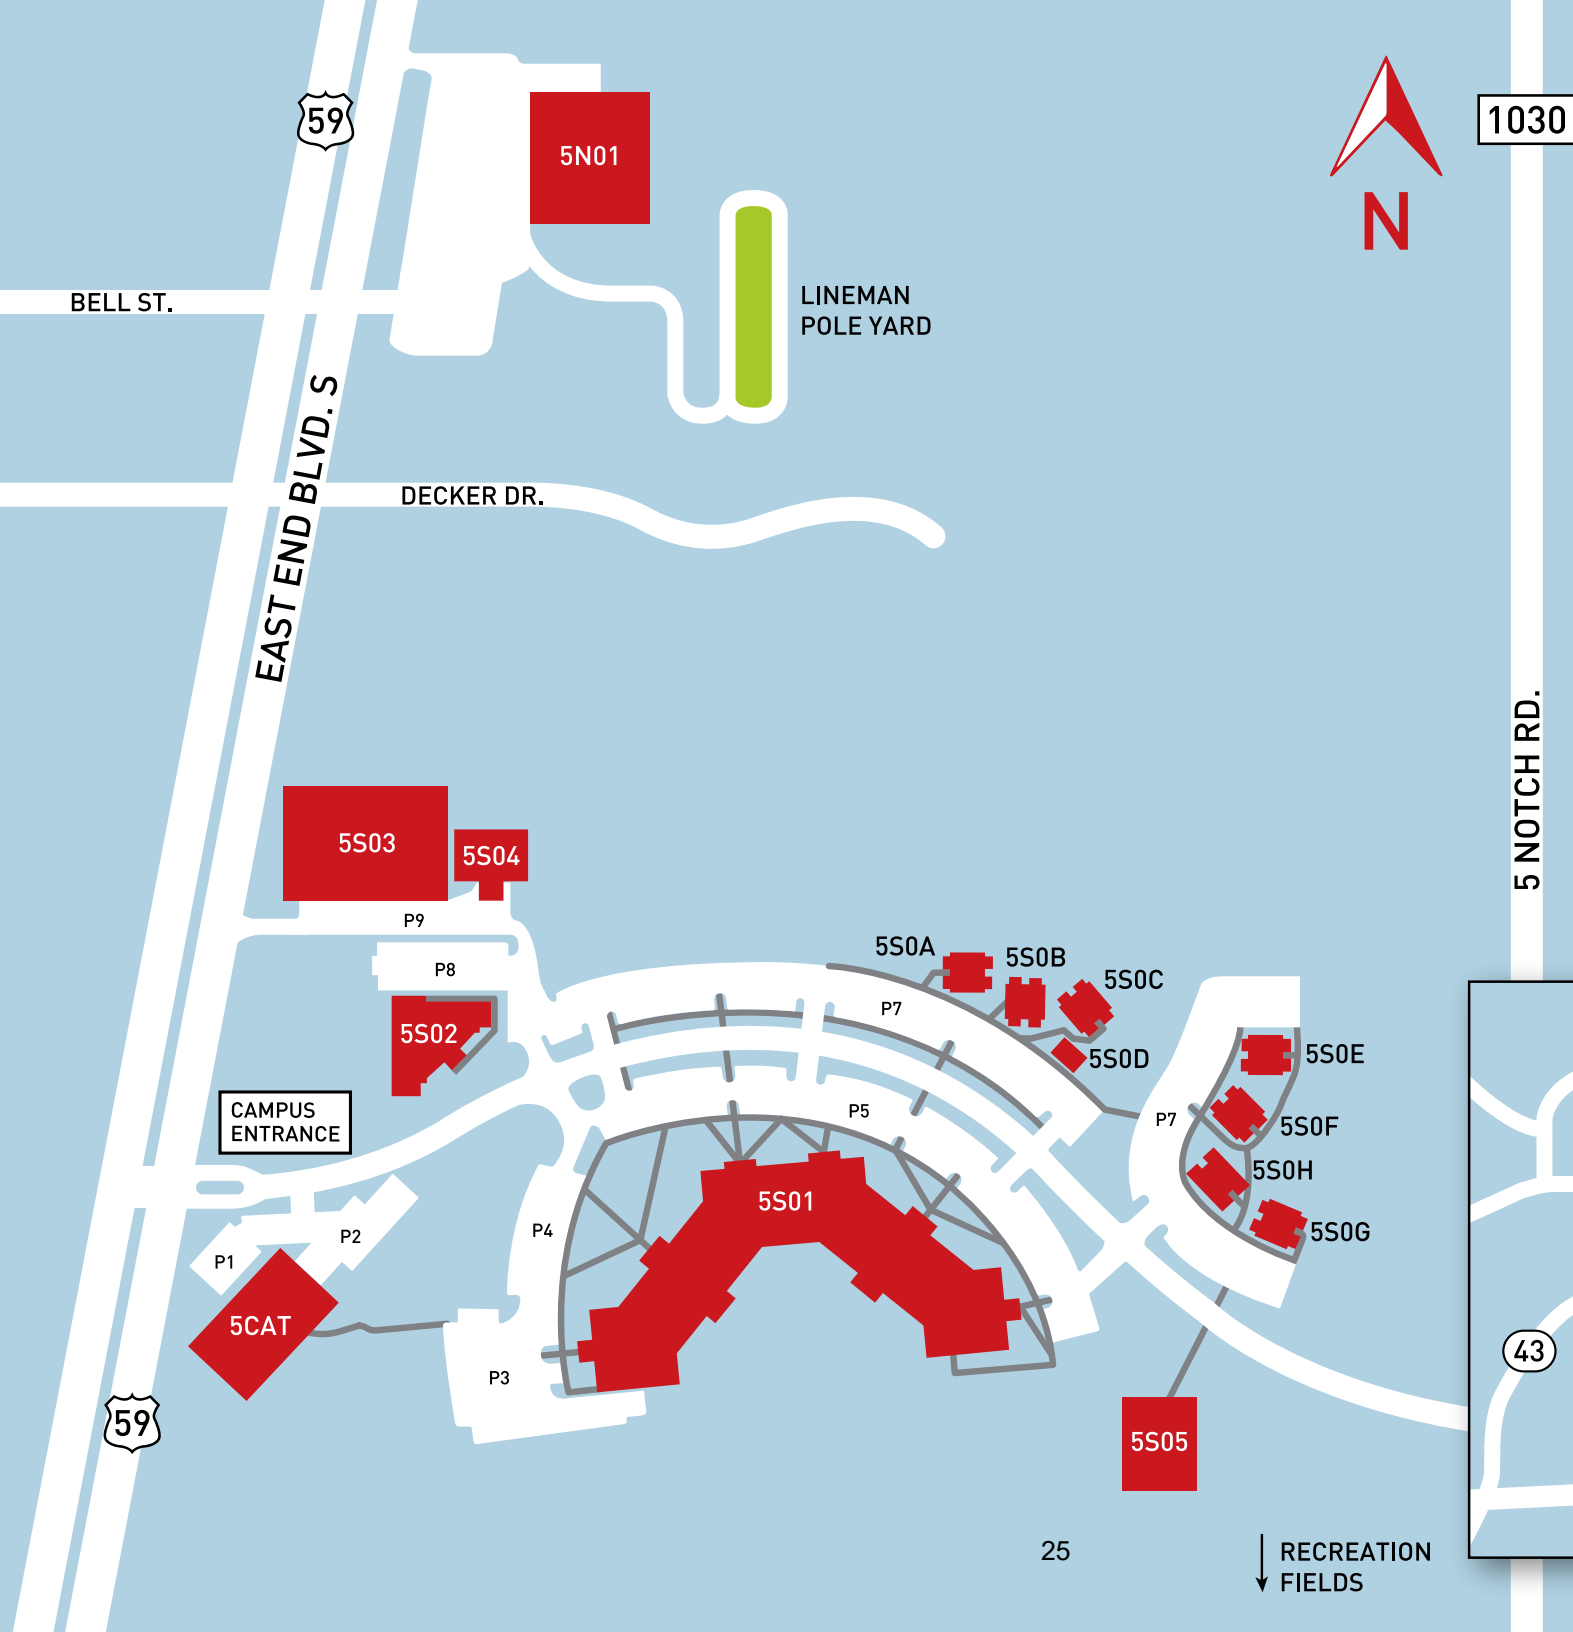 59
1030
5N01
N
BELL ST.
LINEMAN
POLE YARD
EAST END BLVD. S
DECKER DR.
5 NOTCH RD.
5S03
5S04
P9
P8
5S02
5S0A
5S0B
5S0C
P7
5S0D
5S0E
CAMPUS
ENTRANCE
P5
P7
5S0F
5S0H
5S01
P4
P2
P1
5S0G
5CAT
43
P3
59
5S05
25
RECREATION
FIELDS